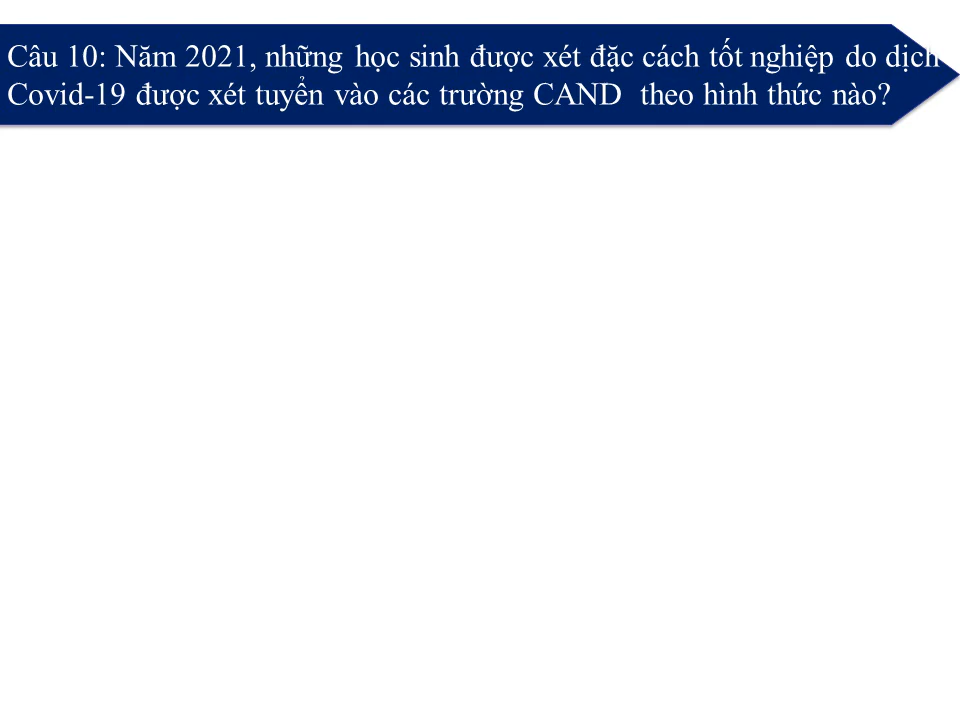 Câu 10: Năm 2021, những học sinh được xét đặc cách tốt nghiệp do dịch
Covid-19 được xét tuyển vào các trường CAND theo hình thức nào?